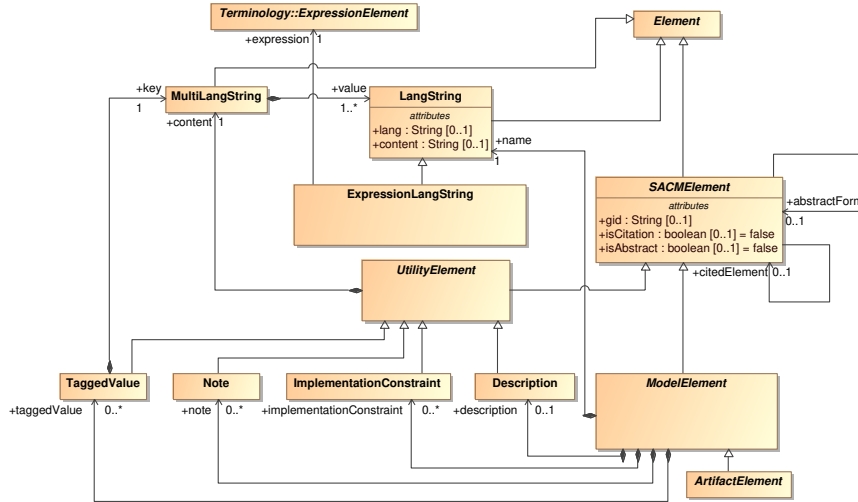 Terminology::ExpressionElement
Element
+expression 1
+key
1
MultiLangString
+value
1..*
LangString
attributes
+lang : String [0..1]
+content : String [0..1]
+content 1
+name
1
ExpressionLangString
SACMElement
attributes
+gid : String [0..1]
+isCitation : boolean [0..1] = false
+isAbstract : boolean [0..1] = false
+abstractForm
0..1
+citedElement 0..1
UtilityElement
TaggedValue
Note
ImplementationConstraint
Description
ModelElement
+taggedValue 0..*
+note 0..*
+implementationConstraint 0..*
+description 0..1
ArtifactElement